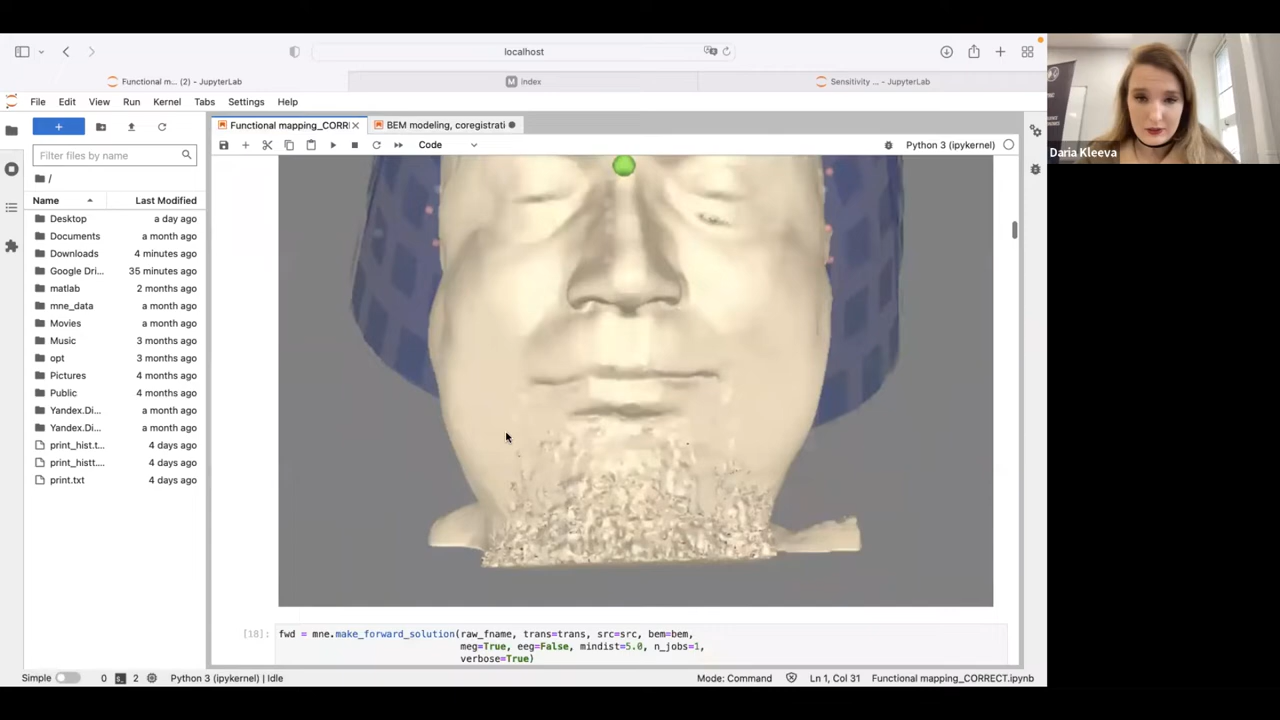 localhost
Functional m... (2) - JupyterLab
index
Sensitivity ... - JupyterLab
File Edit View Run Kernel Tabs Settings Help
Functional mapping_CORRI
BEM modeling, coregistrati
Filter files by name
Code
Python 3 (ipykernel)
/
Name Last Modified
Desktop a day ago
Documents a month ago
Downloads 4 minutes ago
Google Dri... 35 minutes ago
matlab 2 months ago
mne_data a month ago
Movies a month ago
Music 3 months ago
opt 3 months ago
Pictures 4 months ago
Public 4 months ago
Yandex.Di... a month ago
Yandex.Di... a month ago
print_hist.t... 4 days ago
print_histt.... 4 days ago
print.txt 4 days ago
[18]: fwd = mne.make_forward_solution(raw_fname, trans=trans, src=src, bem=bem,
meg=True, eeg=False, mindist=5.0, n_jobs=1,
verbose=True)
Simple 0 2 Python 3 (ipykernel) | Idle Mode: Command Ln 1, Col 31 Functional mapping_CORRECT.ipynb
Daria Kleeva